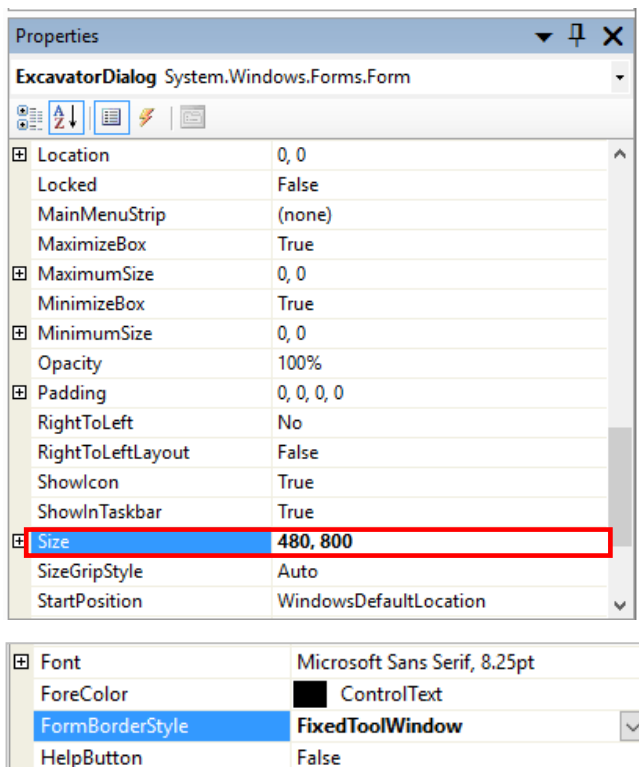 Properties
ExcavatorDialog System.Windows.Forms.Form
Location 0, 0
Locked False
MainMenuStrip (none)
MaximizeBox True
MaximumSize 0, 0
MinimizeBox True
MinimumSize 0, 0
Opacity 100%
Padding 0, 0, 0, 0
RightToLeft No
RightToLeftLayout False
ShowIcon True
ShowInTaskbar True
Size 480, 800
SizeGripStyle Auto
StartPosition WindowsDefaultLocation
Font Microsoft Sans Serif, 8.25pt
ForeColor ControlText
FormBorderStyle FixedToolWindow
HelpButton False